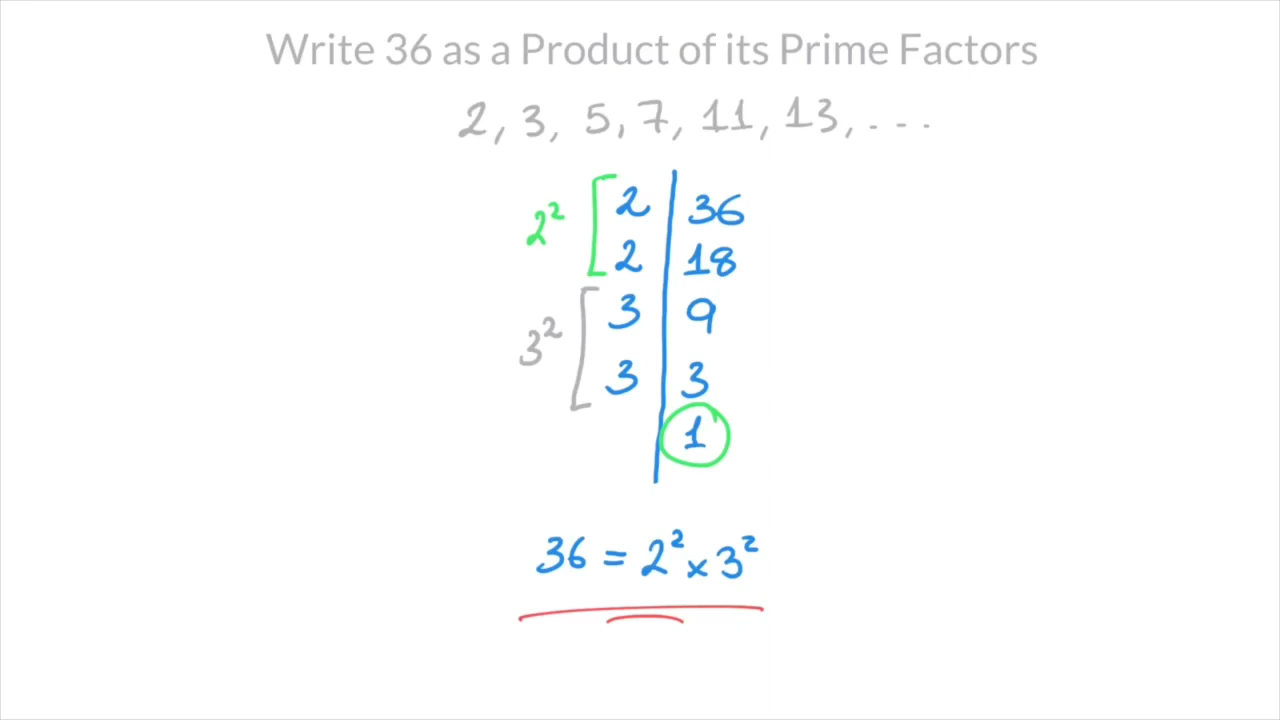 Write 36 as a Product of its Prime Factors
2, 3, 5, 7, 11, 13, ...
2² [ 2 | 36
2 | 18
3² [ 3 | 9
3 | 3
1
36 = 2² × 3²